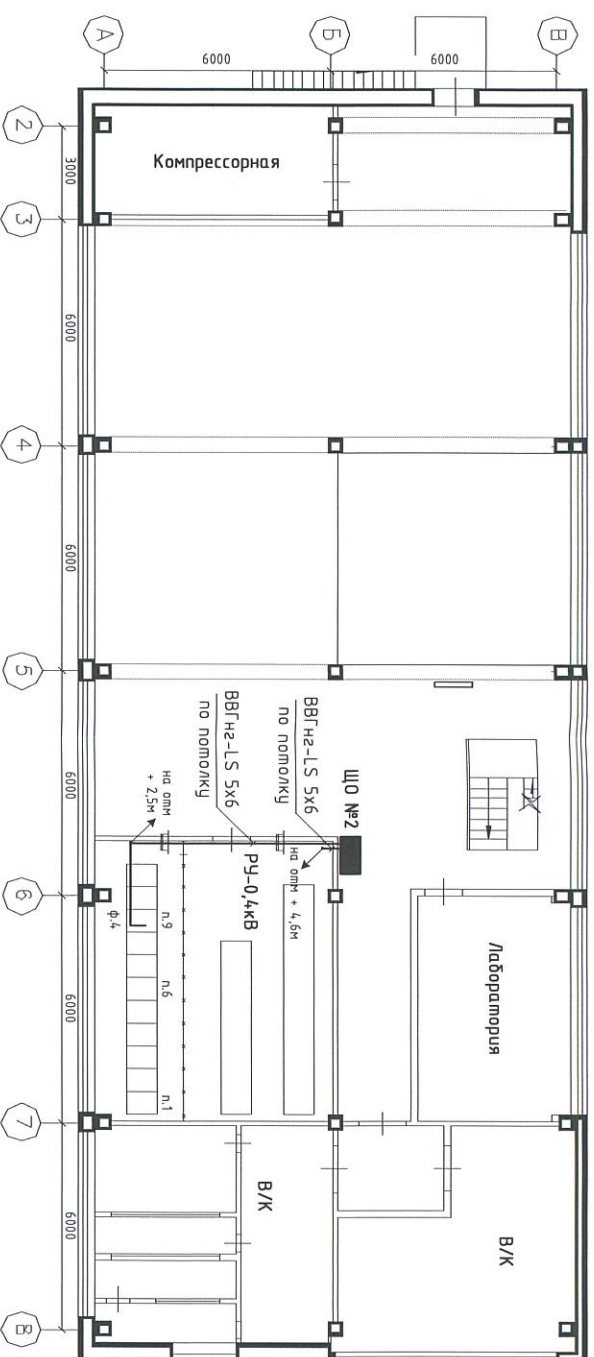 А
Б
В
6000
6000
2
3
4
5
6
7
8
3000
6000
6000
6000
6000
6000
Компрессорная
ВВГнг-LS 5х6
по потолку
ВВГнг-LS 5х6
по потолку
ЩО №2
на отм
+ 2,5м
на отм + 4,6м
РУ-0,4кВ
ф.4
п.9
п.6
п.1
Лаборатория
В/К
В/К